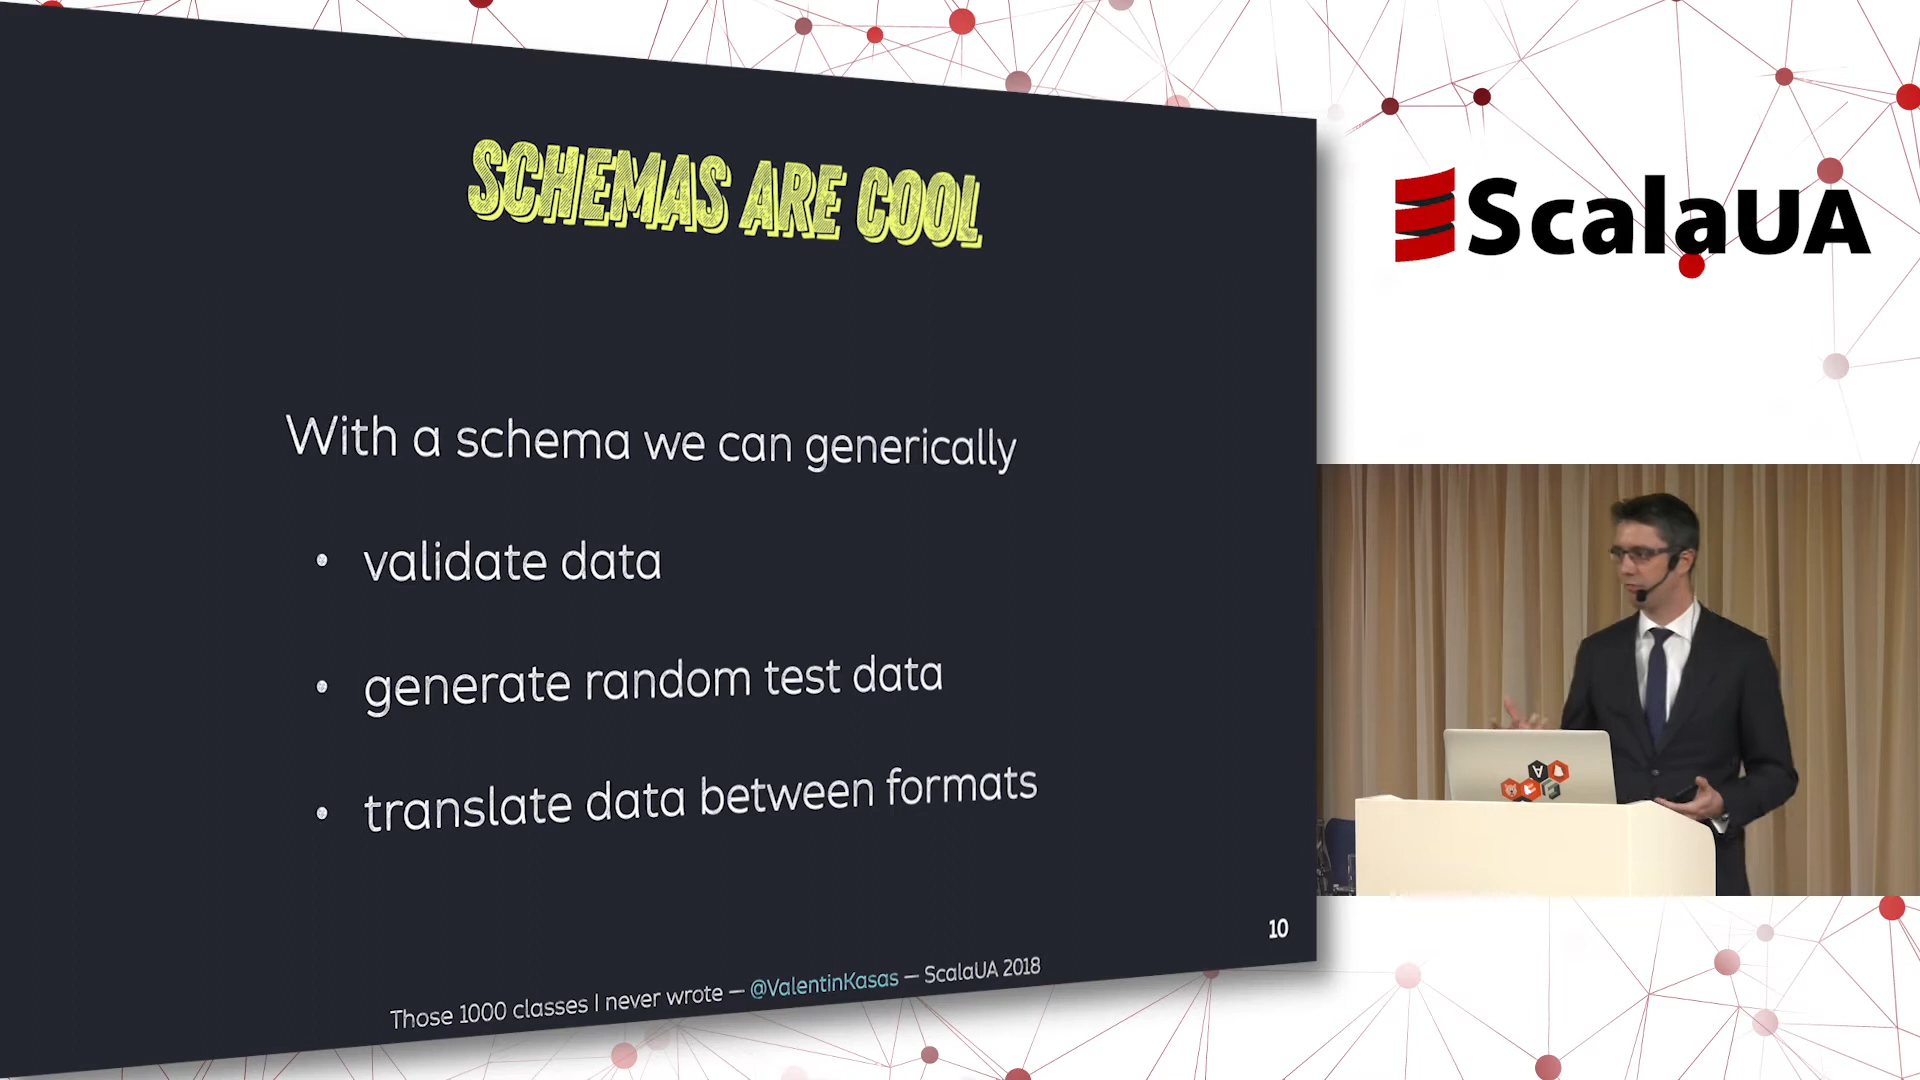 SCHEMAS ARE COOL
With a schema we can generically
• validate data
• generate random test data
• translate data between formats
10
Those 1000 classes I never wrote — @ValentinKasas — ScalaUA 2018
ScalaUA